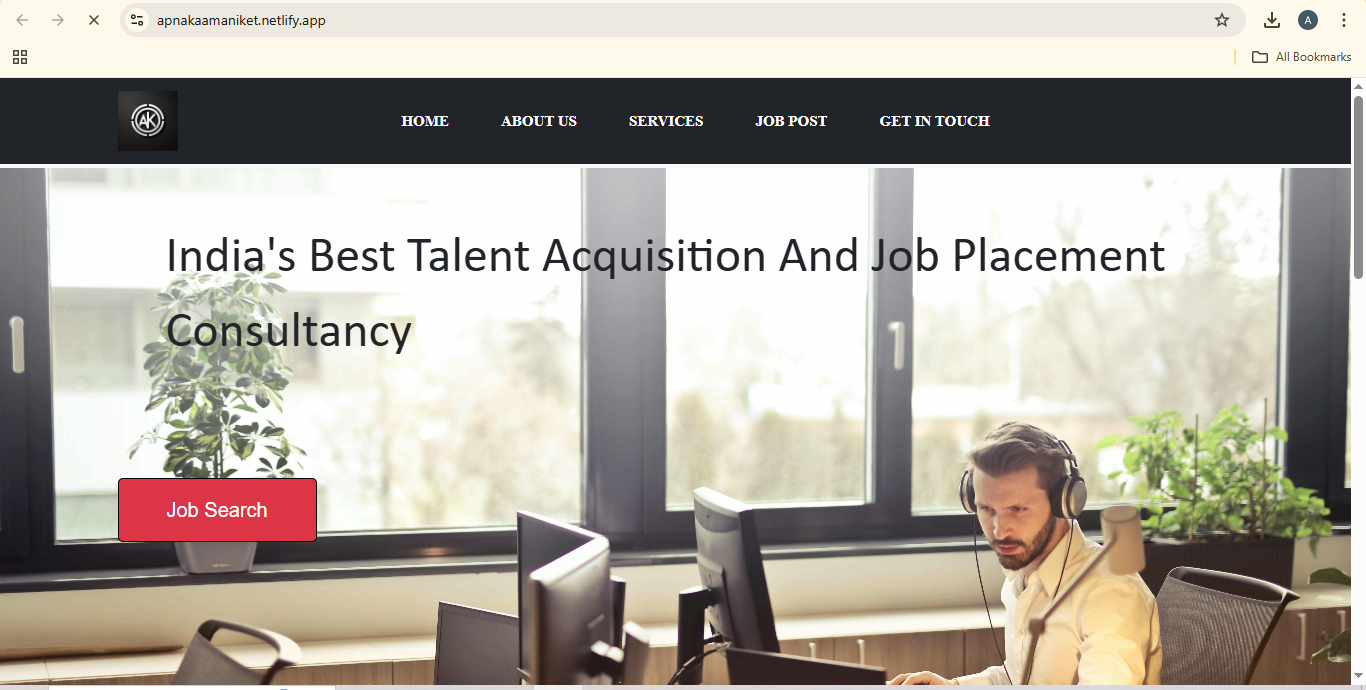 apnakaamaniket.netlify.app
A
All Bookmarks
AK
HOME ABOUT US SERVICES JOB POST GET IN TOUCH
India's Best Talent Acquisition And Job Placement
Consultancy
Job Search